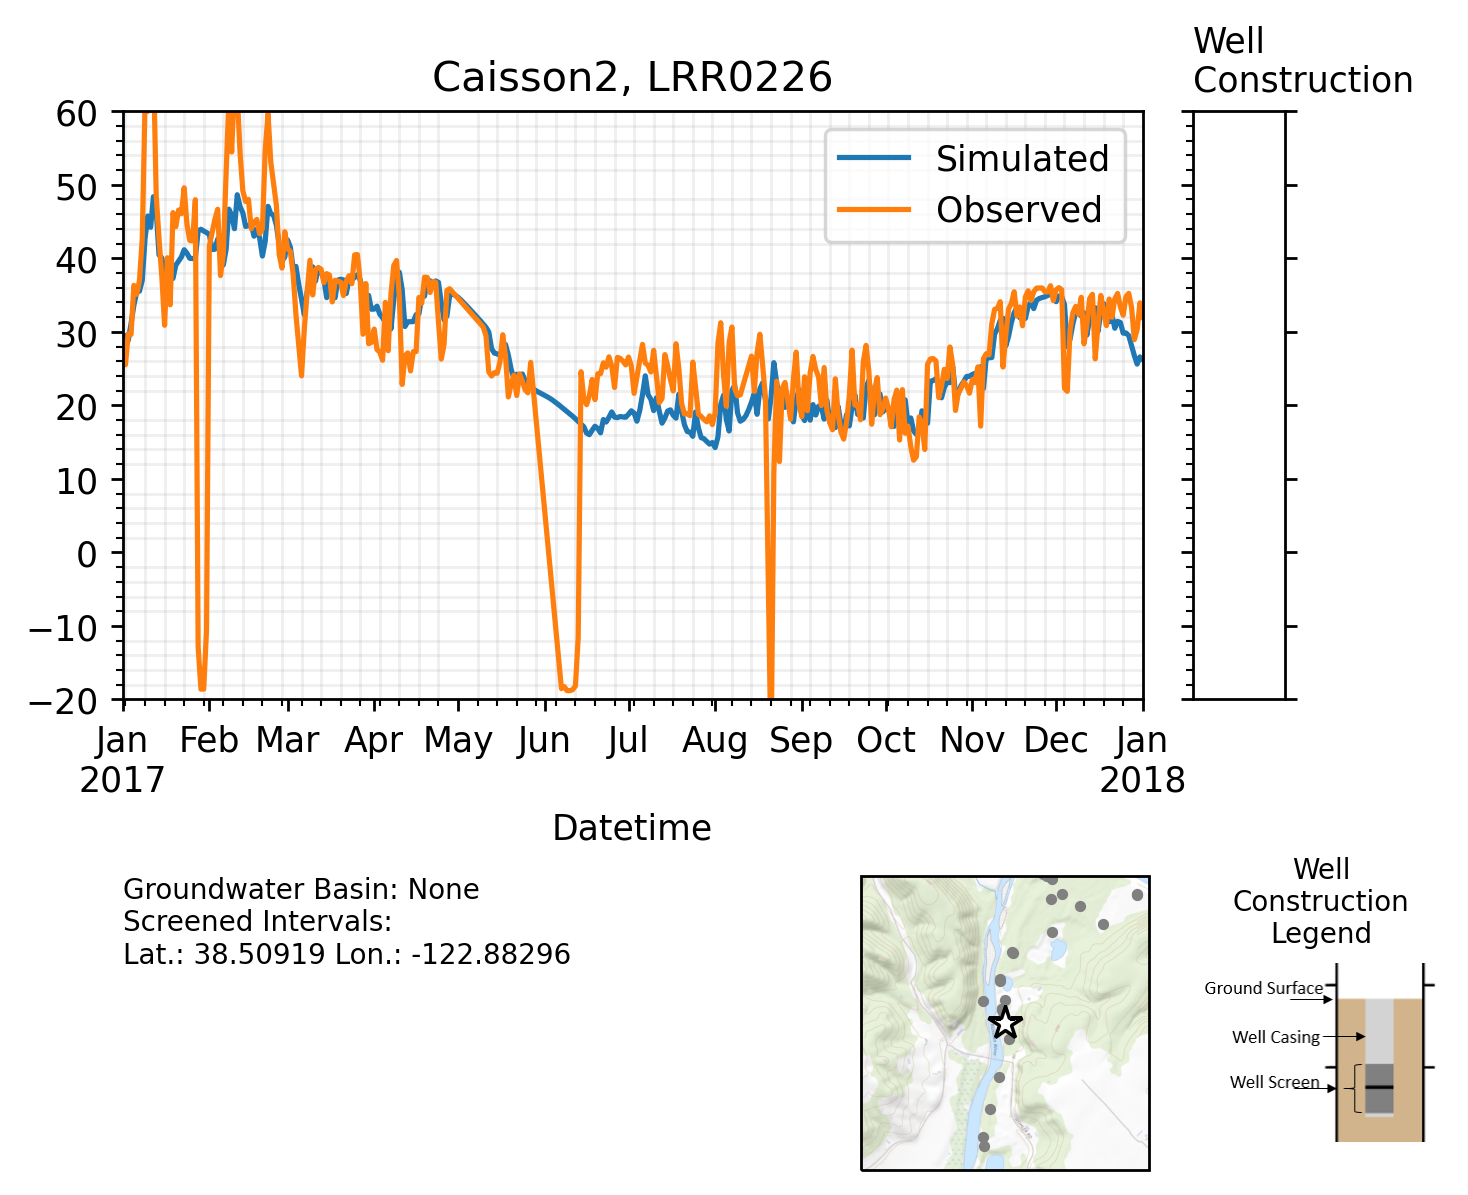 Caisson2, LRR0226
Well
Construction
60
50
40
30
20
10
0
−10
−20
Simulated
Observed
Jan Feb Mar Apr May Jun Jul Aug Sep Oct Nov Dec Jan
2017 2018
Datetime
Groundwater Basin: None
Screened Intervals:
Lat.: 38.50919 Lon.: -122.88296
Well
Construction
Legend
Ground Surface
Well Casing
Well Screen